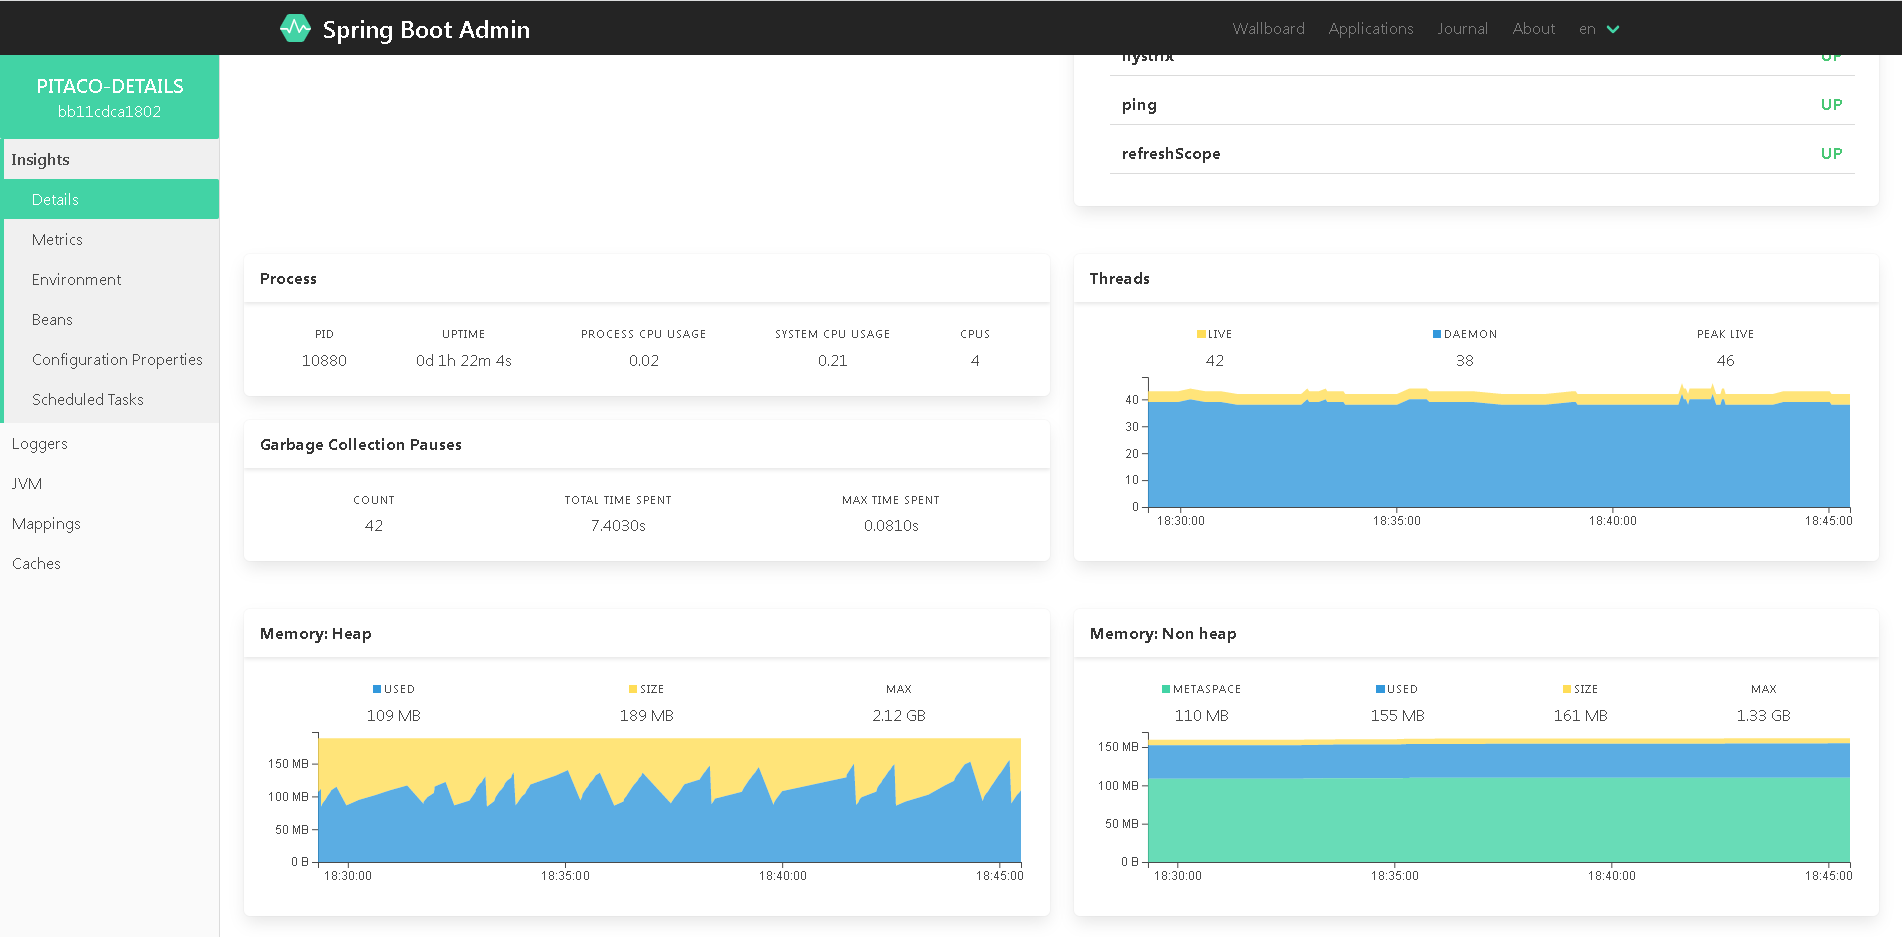 Spring Boot Admin
Wallboard Applications Journal About en
PITACO-DETAILS
bb11cdca1802
Insights
Details
Metrics
Environment
Beans
Configuration Properties
Scheduled Tasks
Loggers
JVM
Mappings
Caches
hystrix UP
ping UP
refreshScope UP
Process
PID UPTIME PROCESS CPU USAGE SYSTEM CPU USAGE CPUS
10880 0d 1h 22m 4s 0.02 0.21 4
Threads
LIVE DAEMON PEAK LIVE
42 38 46
40
30
20
10
0
18:30:00 18:35:00 18:40:00 18:45:00
Garbage Collection Pauses
COUNT TOTAL TIME SPENT MAX TIME SPENT
42 7.4030s 0.0810s
Memory: Heap
USED SIZE MAX
109 MB 189 MB 2.12 GB
150 MB
100 MB
50 MB
0 B
18:30:00 18:35:00 18:40:00 18:45:00
Memory: Non heap
METASPACE USED SIZE MAX
110 MB 155 MB 161 MB 1.33 GB
150 MB
100 MB
50 MB
0 B
18:30:00 18:35:00 18:40:00 18:45:00